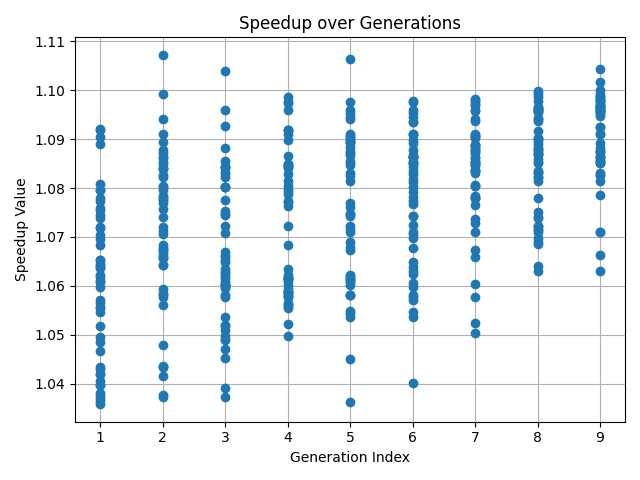 Speedup over Generations
1.11
1.10
1.09
1.08
1.07
1.06
1.05
1.04
Speedup Value
1 2 3 4 5 6 7 8 9
Generation Index